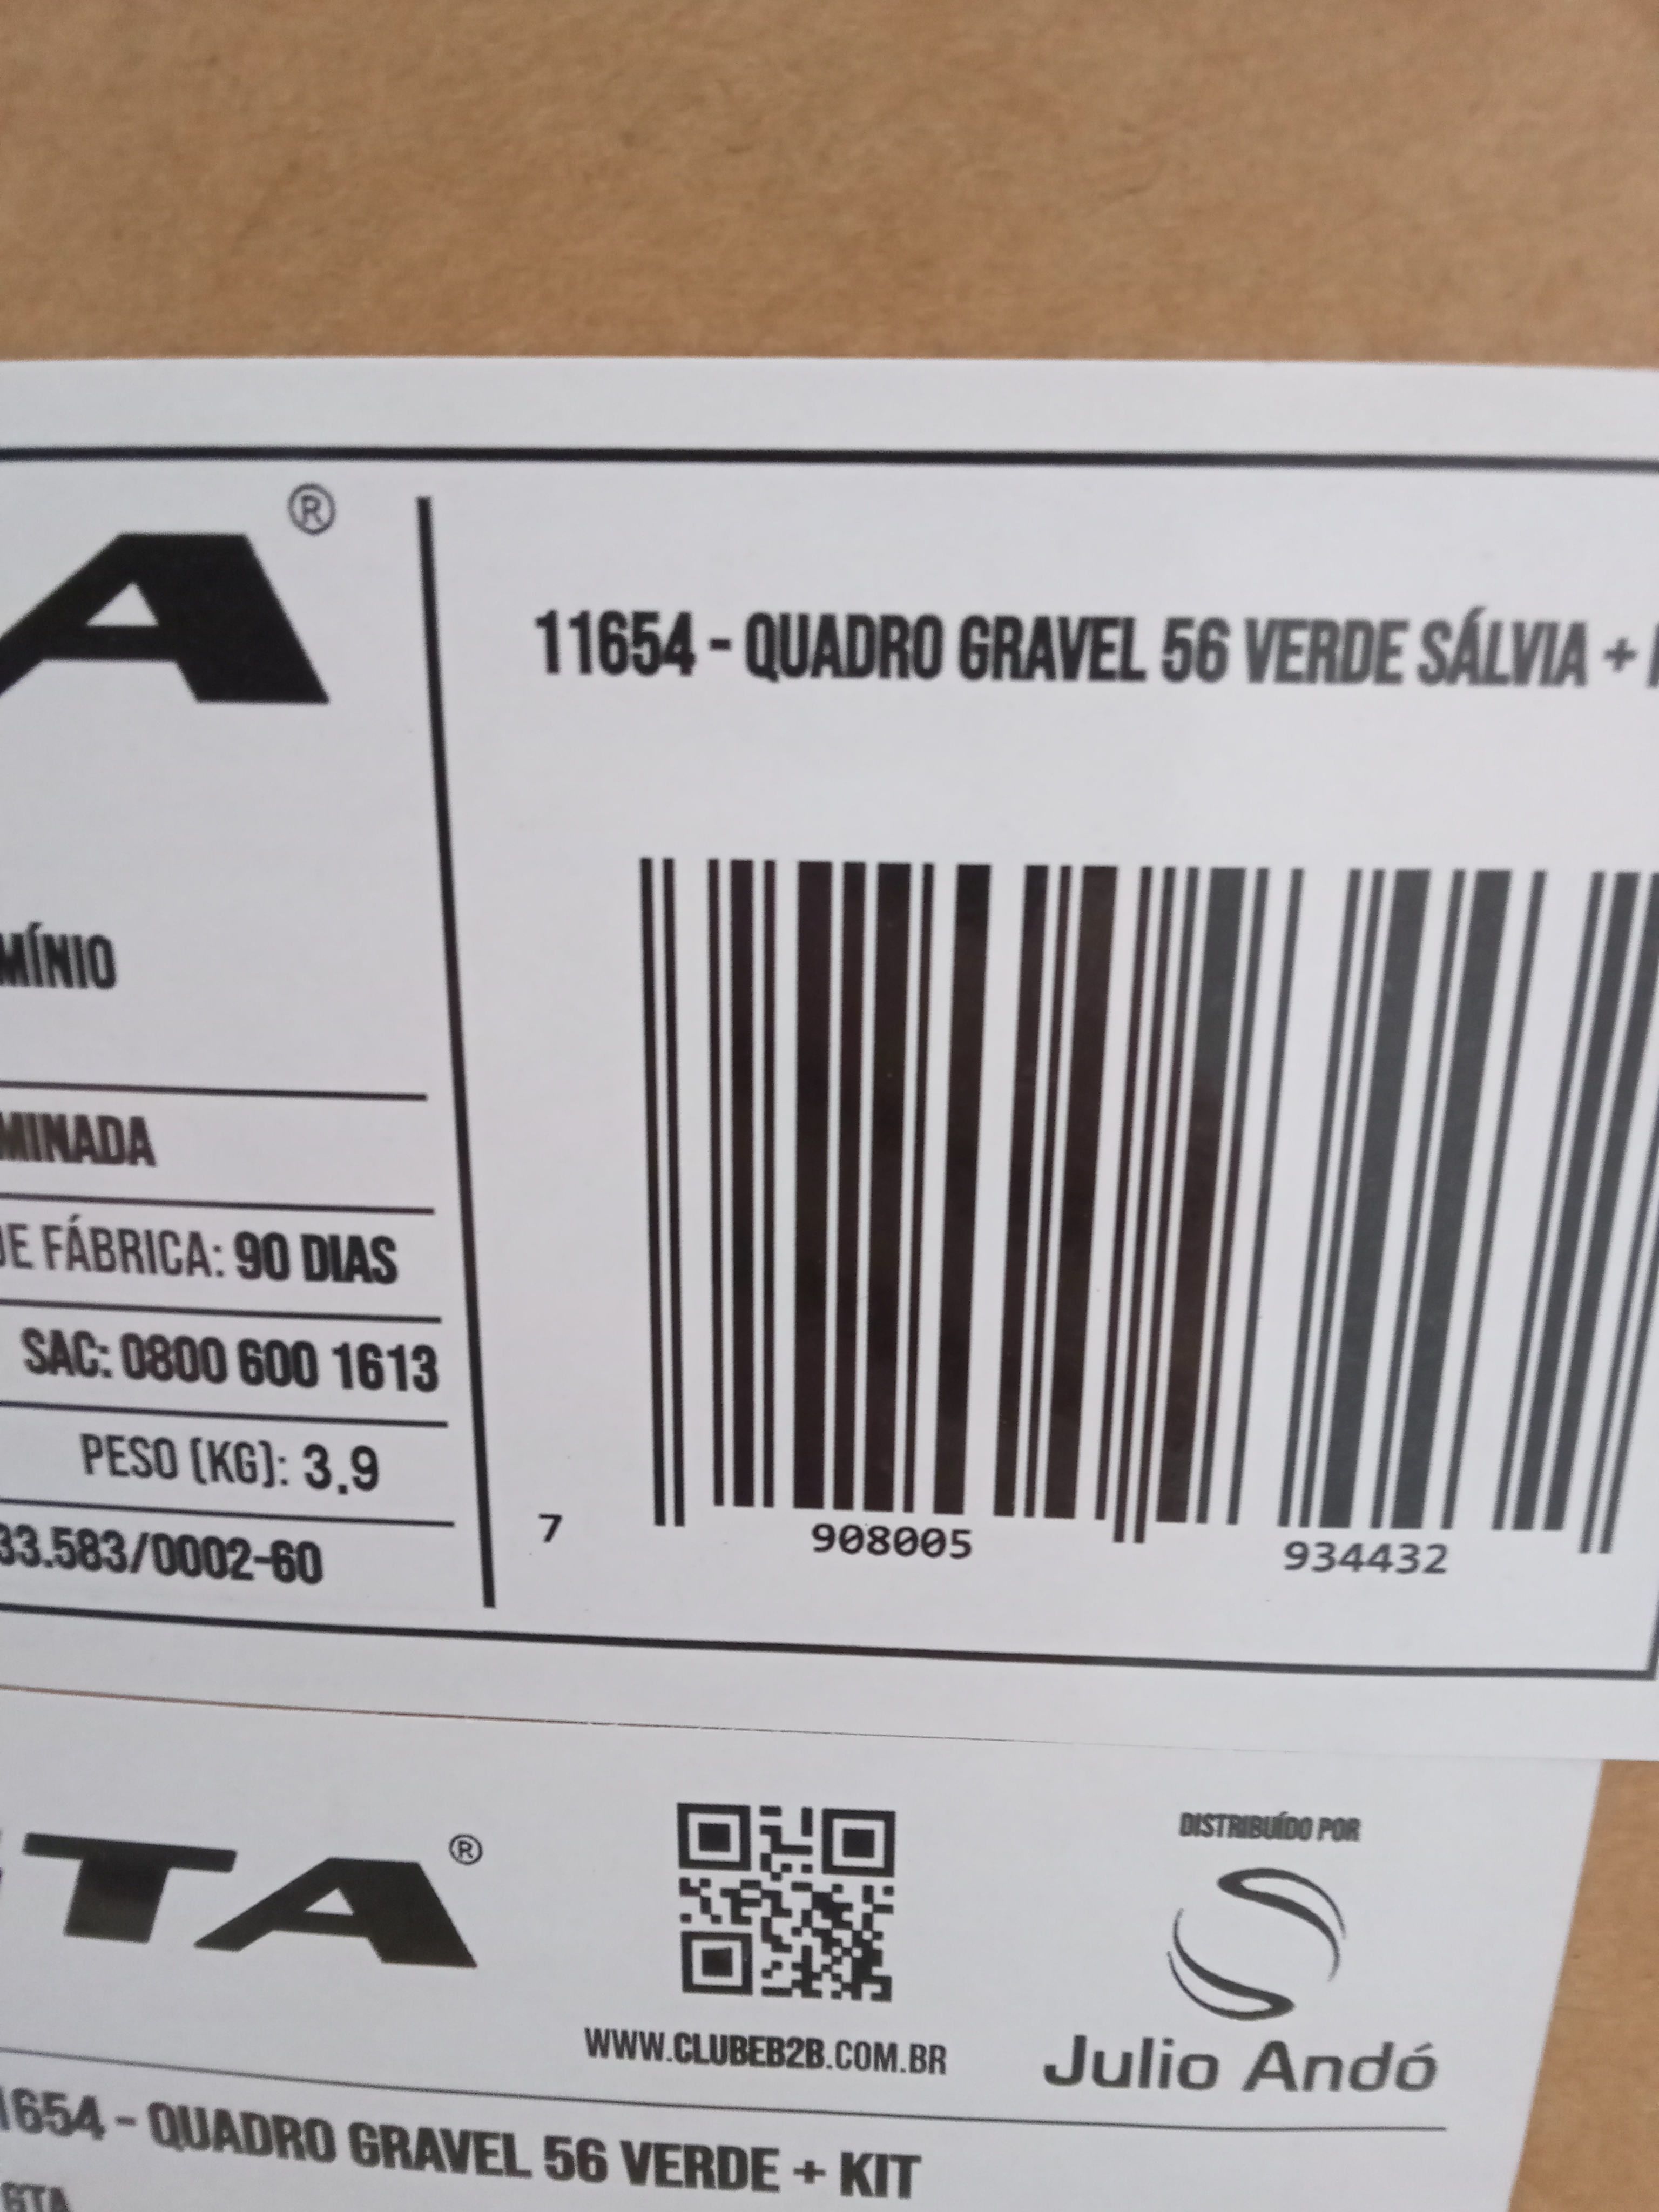 A®
11654 - QUADRO GRAVEL 56 VERDE SÁLVIA +
MÍNIO
MINADA
DE FÁBRICA: 90 DIAS
SAC: 0800 600 1613
PESO (KG): 3.9
33.583/0002-60
7 908005 934432
TA®
WWW.CLUBEB2B.COM.BR
DISTRIBUÍDO POR
Julio Andó
1654 - QUADRO GRAVEL 56 VERDE + KIT
GTA